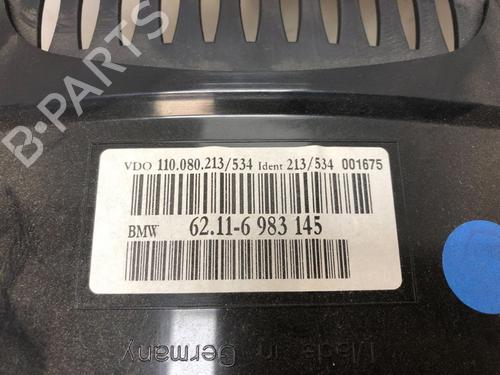 B-PARTS
VDO 110.080.213/534 Ident 213/534 001675
BMW 62.11-6 983 145
Made in Germany